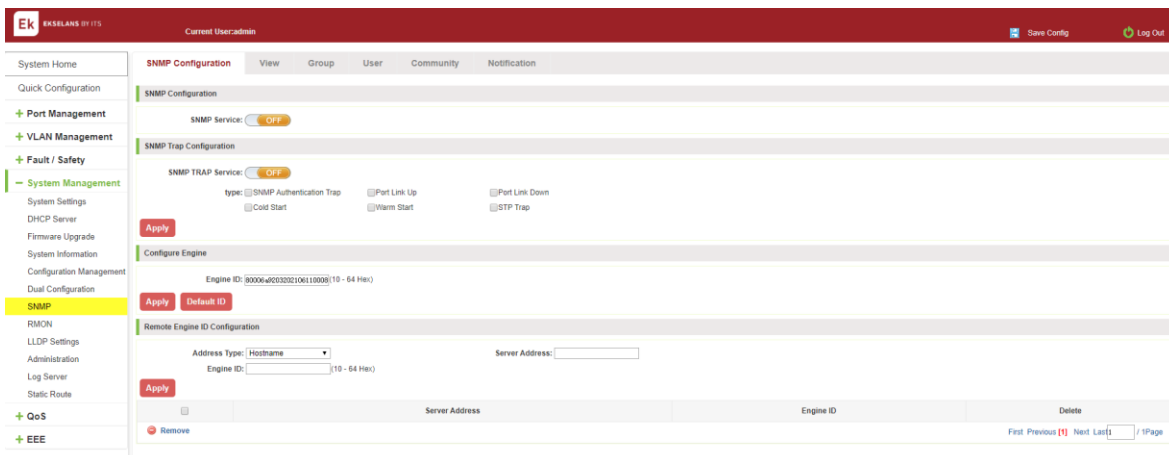 Ek EKSELANS BY ITS
Current User:admin
Save Config
Log Out
System Home
Quick Configuration
Port Management
VLAN Management
Fault / Safety
System Management
System Settings
DHCP Server
Firmware Upgrade
System Information
Configuration Management
Dual Configuration
SNMP
RMON
LLDP Settings
Administration
Log Server
Static Route
QoS
EEE
SNMP Configuration View Group User Community Notification
SNMP Configuration
SNMP Service: OFF
SNMP Trap Configuration
SNMP TRAP Service: OFF
type: SNMP Authentication Trap Port Link Up Port Link Down
Cold Start Warm Start STP Trap
Apply
Configure Engine
Engine ID: 80006a9203202106110008 (10 - 64 Hex)
Apply Default ID
Remote Engine ID Configuration
Address Type: Hostname Server Address:
Engine ID: (10 - 64 Hex)
Apply
Server Address Engine ID Delete
Remove First Previous [1] Next Last 1 / 1Page